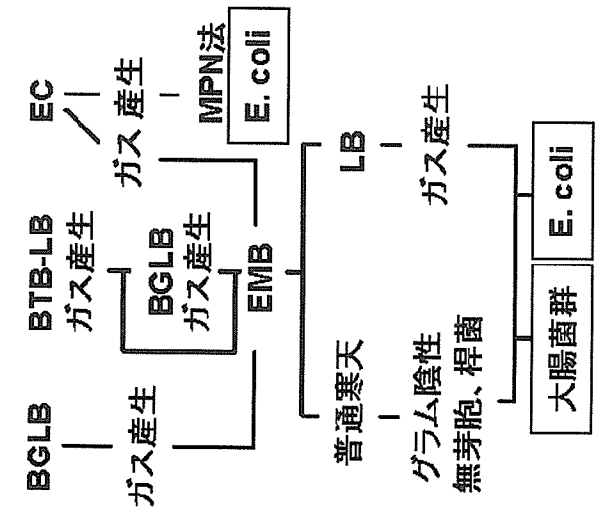 BGLB
ガス産生
BTB-LB
ガス産生
BGLB
ガス産生
EC
ガス産生
MPN法
E. coli
EMB
普通寒天
グラム陰性
無芽胞、桿菌
LB
ガス産生
大腸菌群
E. coli